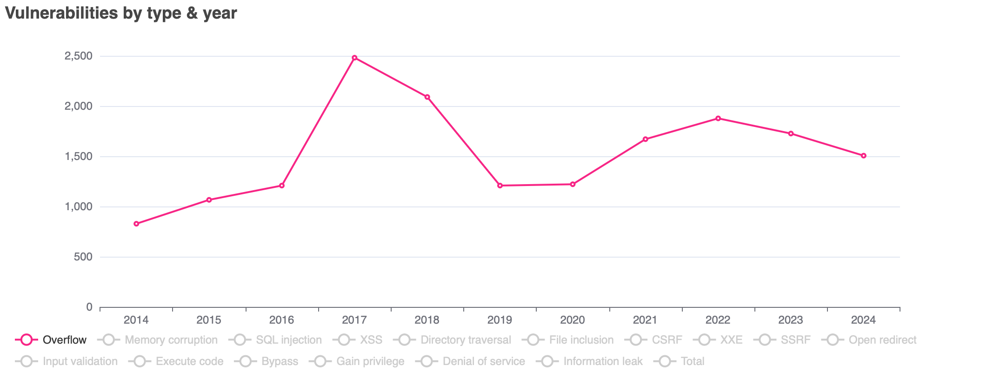 Vulnerabilities by type & year
2,500
2,000
1,500
1,000
500
0
2014 2015 2016 2017 2018 2019 2020 2021 2022 2023 2024
Overflow Memory corruption SQL injection XSS Directory traversal File inclusion CSRF XXE SSRF Open redirect
Input validation Execute code Bypass Gain privilege Denial of service Information leak Total